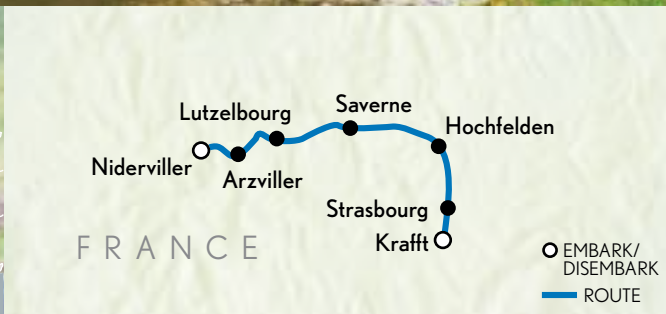 Saverne
Lutzelbourg
Hochfelden
Niderviller
Arzviller
Strasbourg
Krafft
FRANCE
EMBARK/
DISEMBARK
ROUTE